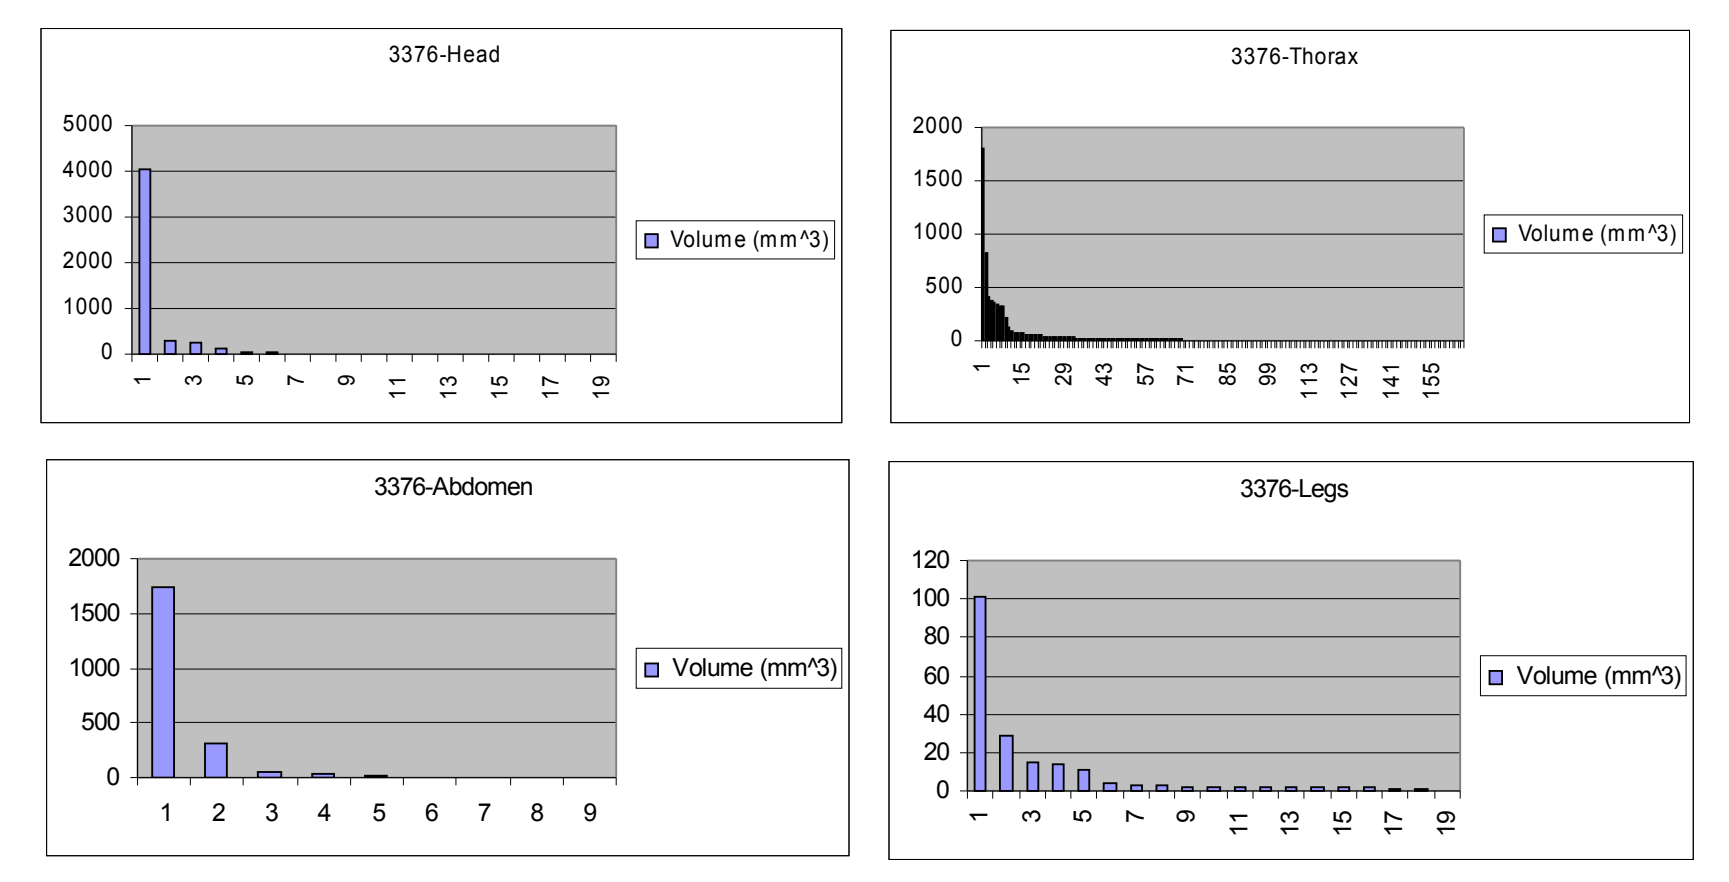 3376-Head
5000
4000
3000
2000
1000
0
1 3 5 7 9 11 13 15 17 19
Volume (mm^3)
3376-Thorax
2000
1500
1000
500
0
1 15 29 43 57 71 85 99 113 127 141 155
Volume (mm^3)
3376-Abdomen
2000
1500
1000
500
0
1 2 3 4 5 6 7 8 9
Volume (mm^3)
3376-Legs
120
100
80
60
40
20
0
1 3 5 7 9 11 13 15 17 19
Volume (mm^3)